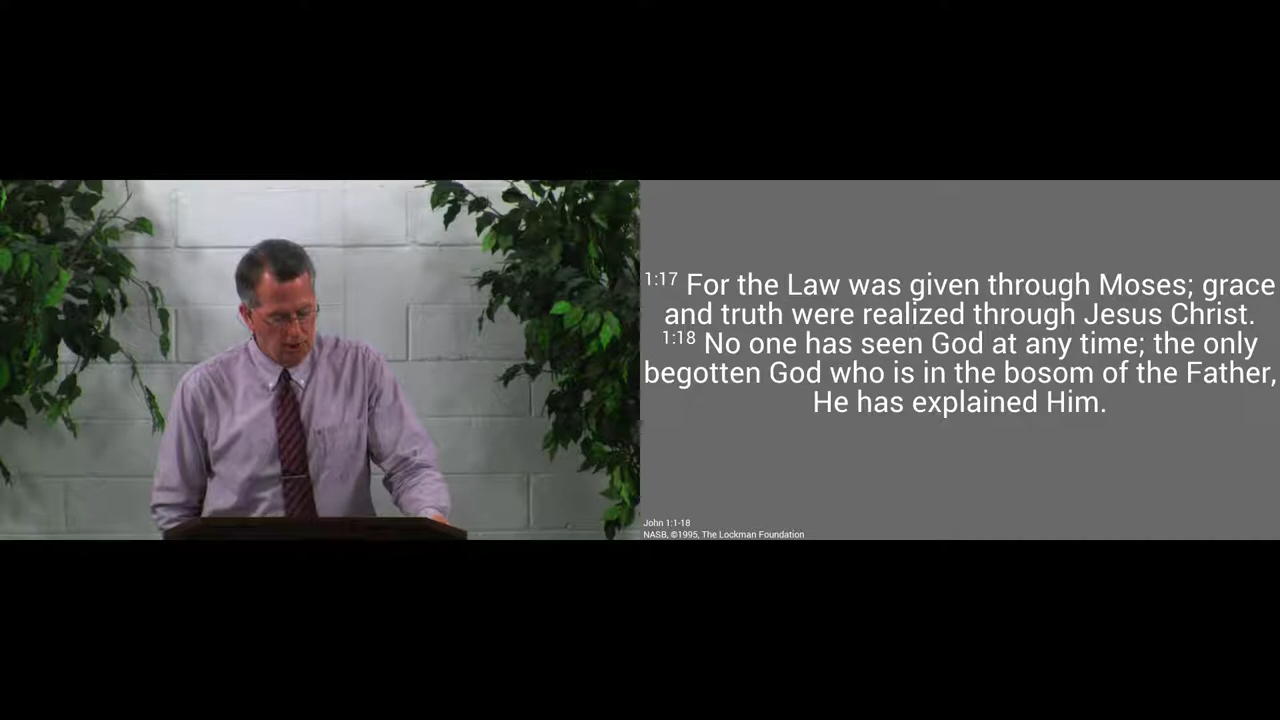 1:17 For the Law was given through Moses; grace
and truth were realized through Jesus Christ.
1:18 No one has seen God at any time; the only
begotten God who is in the bosom of the Father,
He has explained Him.
John 1:1-18
NASB, ©1995, The Lockman Foundation